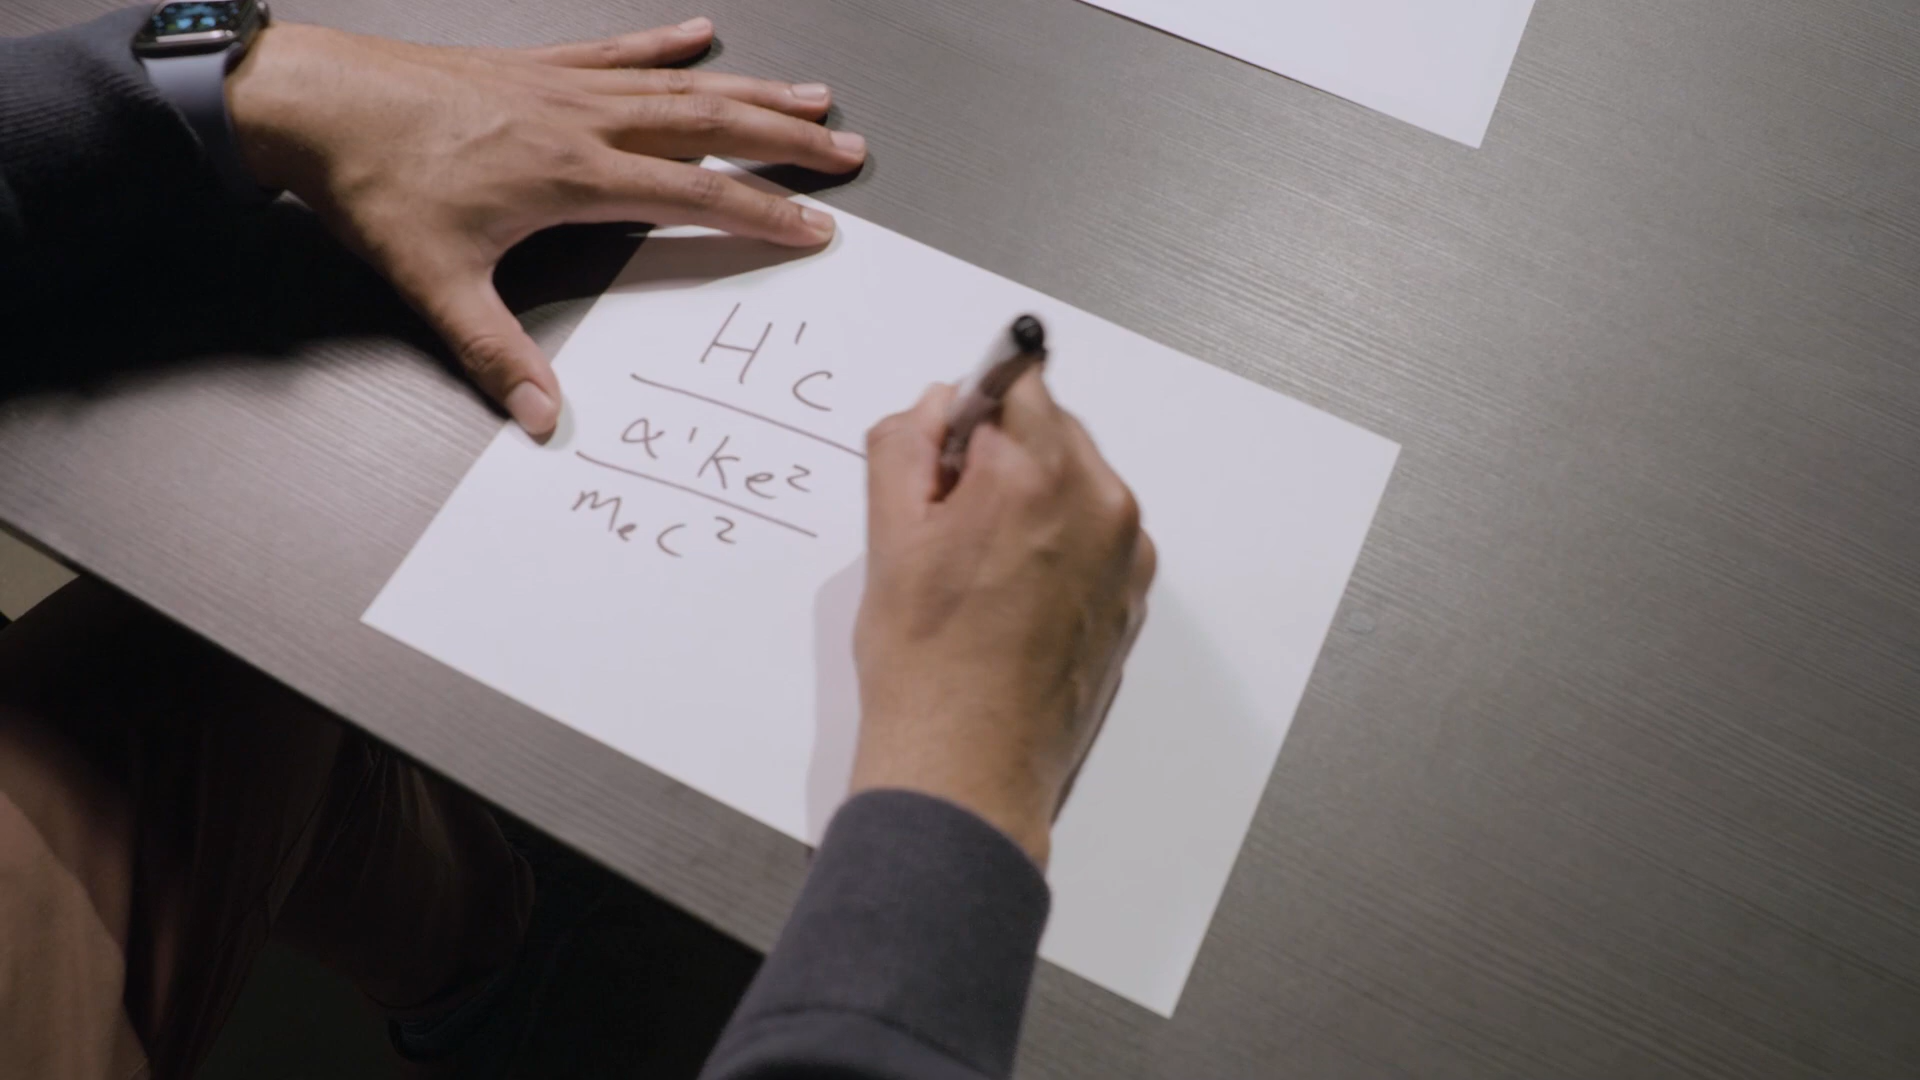 H'c
α'ke²
mₑc²